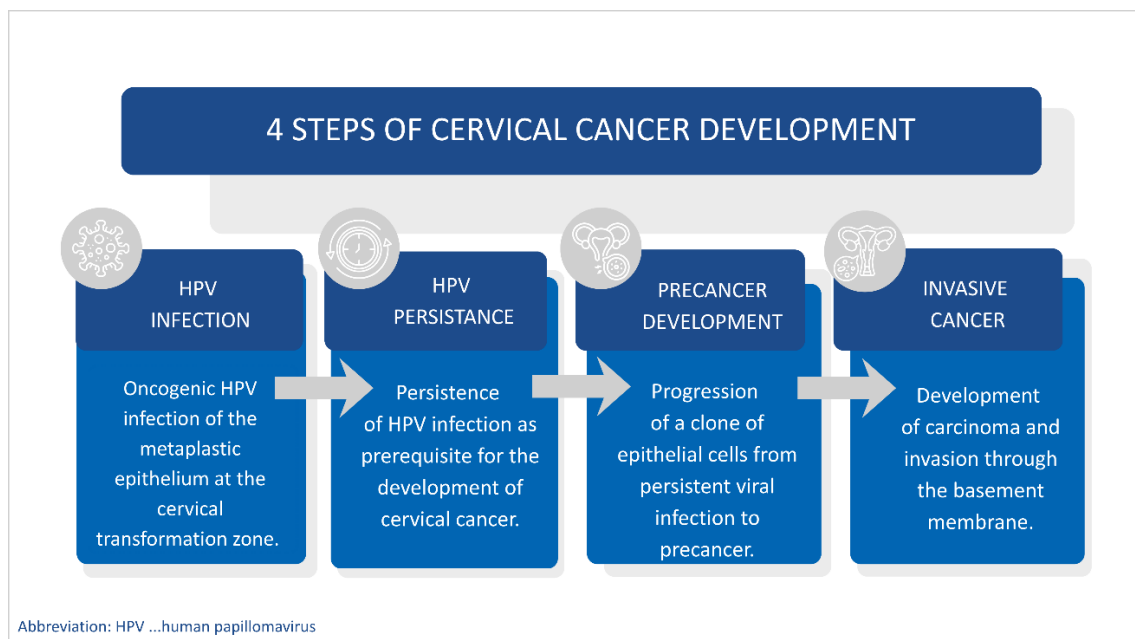 4 STEPS OF CERVICAL CANCER DEVELOPMENT
HPV
INFECTION
Oncogenic HPV
infection of the
metaplastic
epithelium at the
cervical
transformation zone.
HPV
PERSISTANCE
Persistence
of HPV infection as
prerequisite for the
development of
cervical cancer.
PRECANCER
DEVELOPMENT
Progression
of a clone of
epithelial cells from
persistent viral
infection to
precancer.
INVASIVE
CANCER
Development
of carcinoma and
invasion through
the basement
membrane.
Abbreviation: HPV ...human papillomavirus